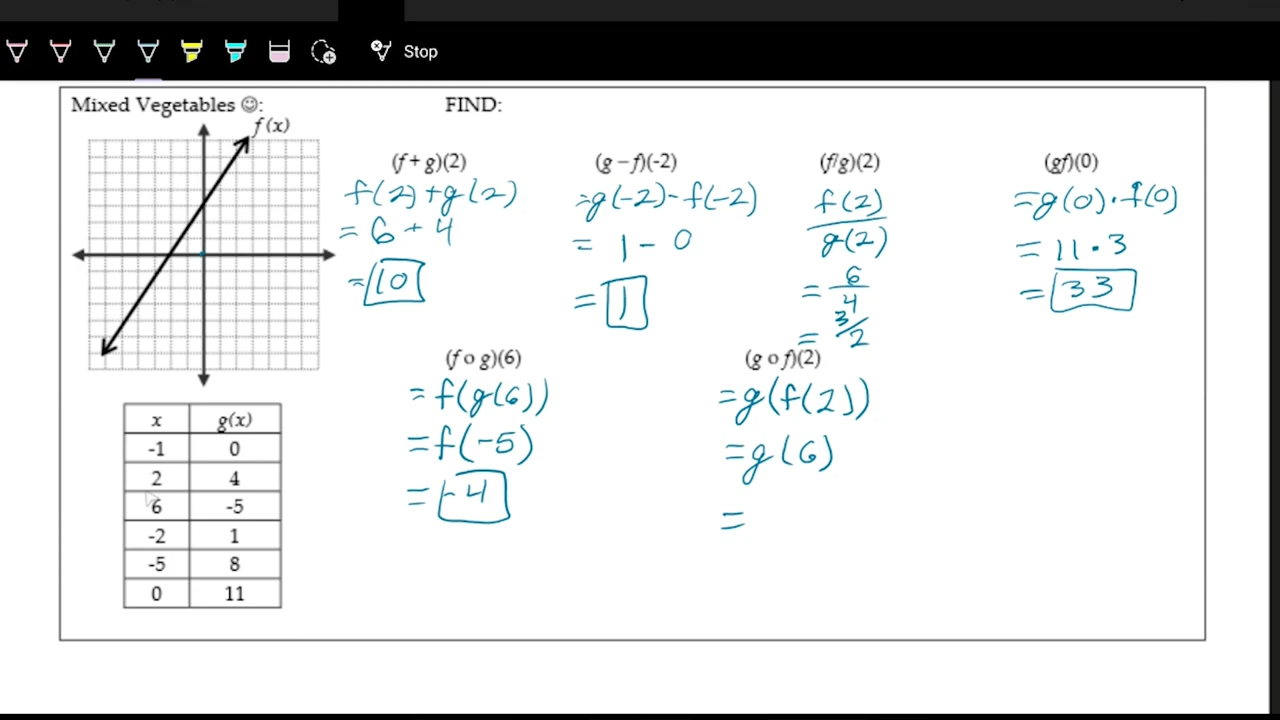 Stop
Mixed Vegetables ☺:
FIND:
f(x)
(f + g)(2)
f(2)+g(2)
= 6 + 4
= 10
(g – f)(-2)
= g(-2) - f(-2)
= 1 - 0
= 1
(f/g)(2)
f(2)
g(2)
= 6
4
= 3/2
(gf)(0)
= g(0) · f(0)
= 11 · 3
= 33
(f o g)(6)
= f(g(6))
= f(-5)
= -4
(g o f)(2)
= g(f(2))
= g(6)
=
x g(x)
-1 0
2 4
6 -5
-2 1
-5 8
0 11